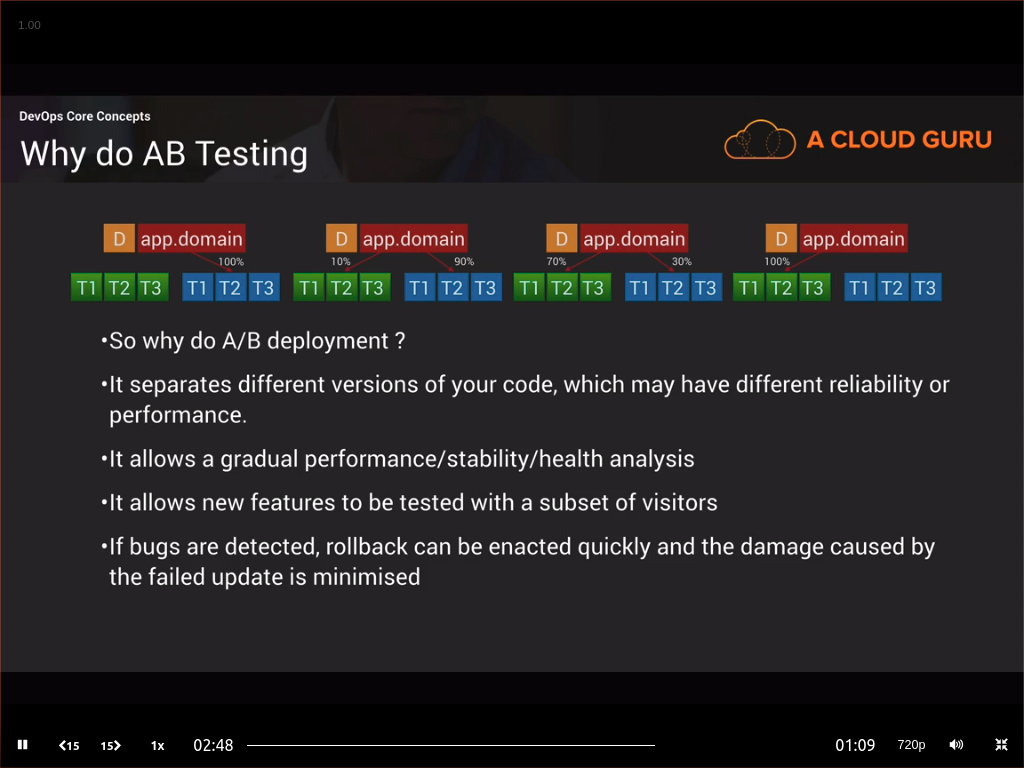 1.00
DevOps Core Concepts
Why do AB Testing
A CLOUD GURU
D app.domain D app.domain D app.domain D app.domain
100% 10% 90% 70% 30% 100%
T1 T2 T3 T1 T2 T3 T1 T2 T3 T1 T2 T3 T1 T2 T3 T1 T2 T3 T1 T2 T3 T1 T2 T3
•So why do A/B deployment ?
•It separates different versions of your code, which may have different reliability or
performance.
•It allows a gradual performance/stability/health analysis
•It allows new features to be tested with a subset of visitors
•If bugs are detected, rollback can be enacted quickly and the damage caused by
the failed update is minimised
15 15 1x 02:48 01:09 720p